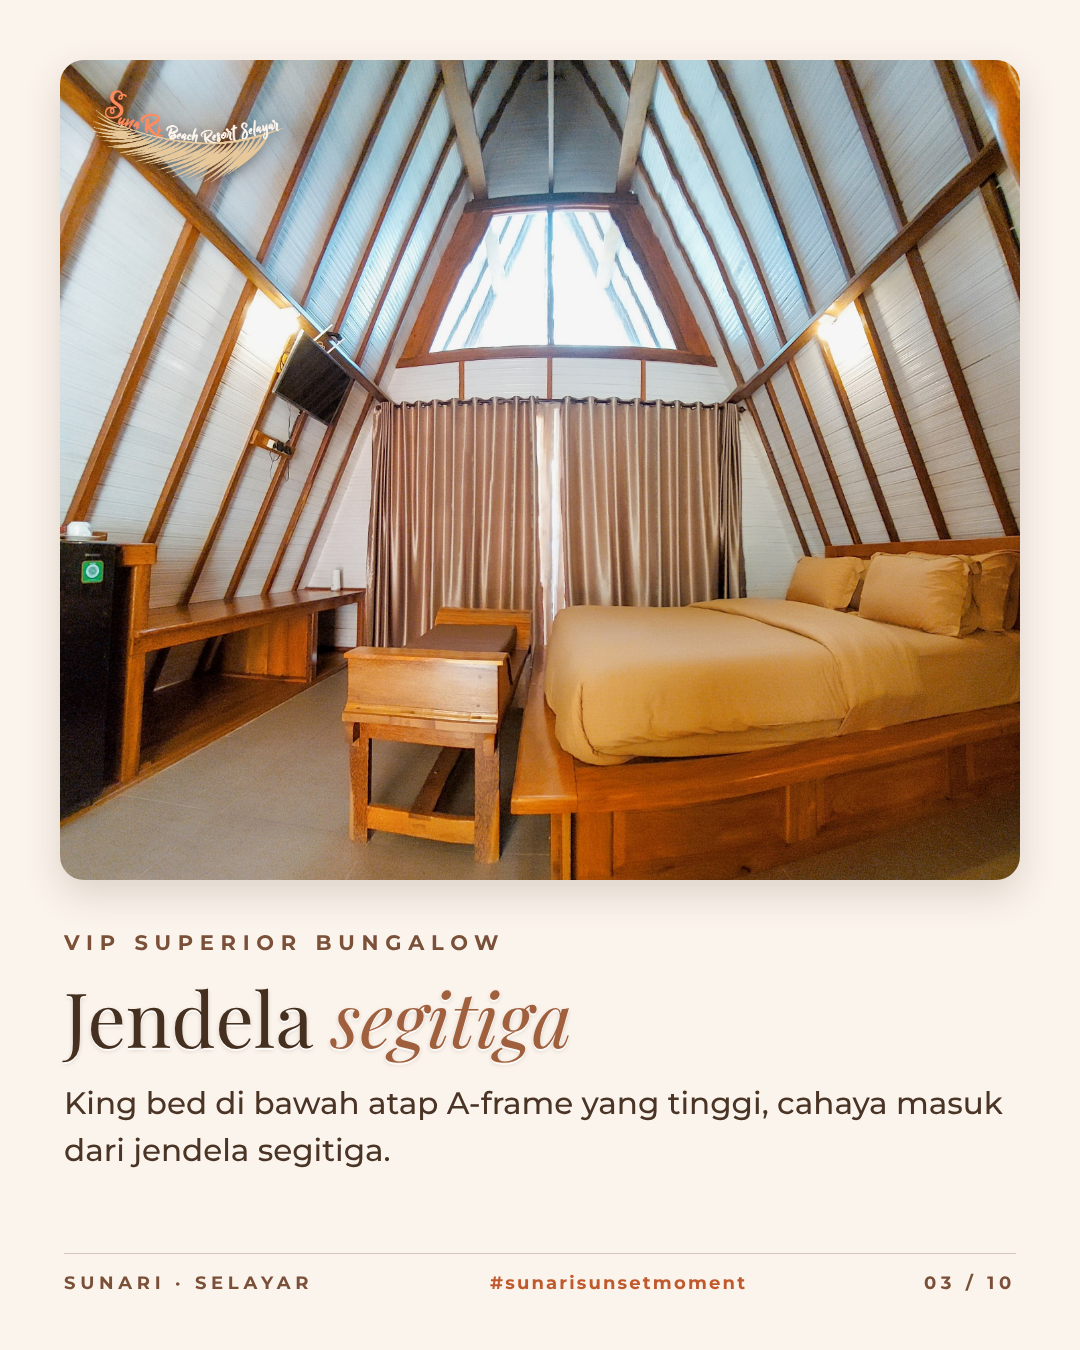 SunaRi Beach Resort Selayar
VIP SUPERIOR BUNGALOW
Jendela segitiga
King bed di bawah atap A-frame yang tinggi, cahaya masuk
dari jendela segitiga.
SUNARI · SELAYAR
#sunarisunsetmoment
03 / 10